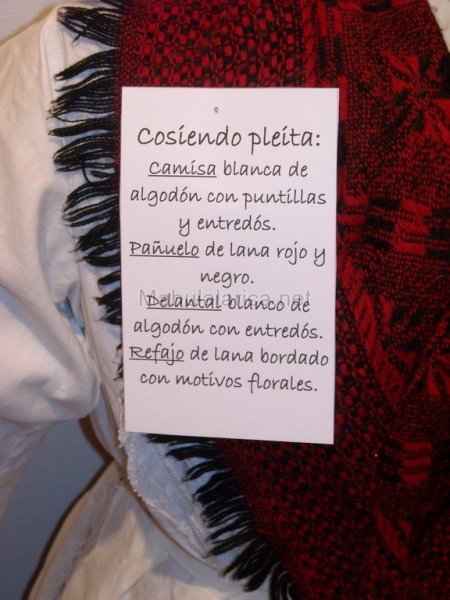 Cosiendo pleita:
Camisa blanca de
algodón con puntillas
y entredós.
Pañuelo de lana rojo y
negro.
Delantal blanco de
algodón con entredós.
Refajo de lana bordado
con motivos florales.